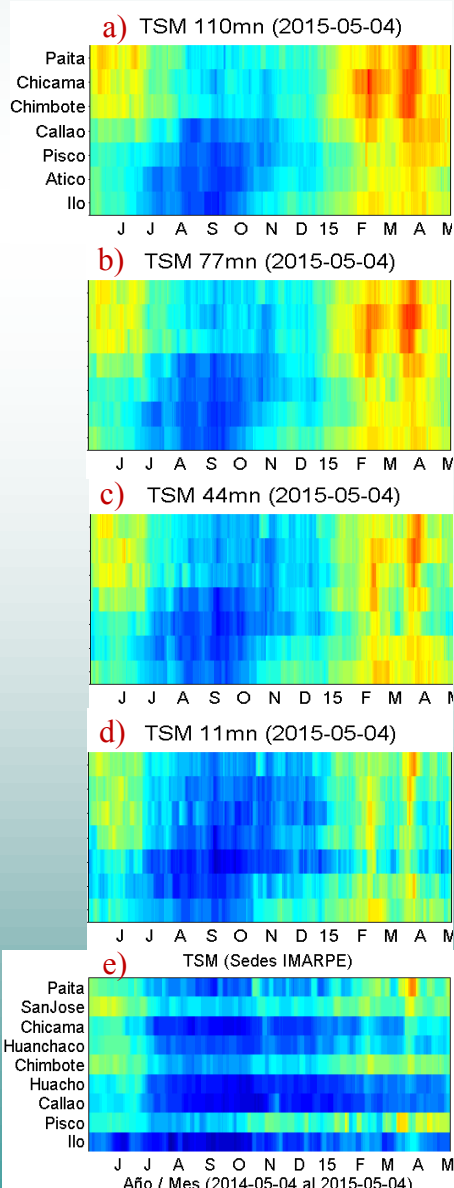 a) TSM 110mn (2015-05-04)
Paita
Chicama
Chimbote
Callao
Pisco
Atico
Ilo
J J A S O N D 15 F M A M
b) TSM 77mn (2015-05-04)
J J A S O N D 15 F M A M
c) TSM 44mn (2015-05-04)
J J A S O N D 15 F M A M
d) TSM 11mn (2015-05-04)
J J A S O N D 15 F M A M
e) TSM (Sedes IMARPE)
Paita
SanJose
Chicama
Huanchaco
Chimbote
Huacho
Callao
Pisco
Ilo
J J A S O N D 15 F M A M
Año / Mes (2014-05-04 al 2015-05-04)